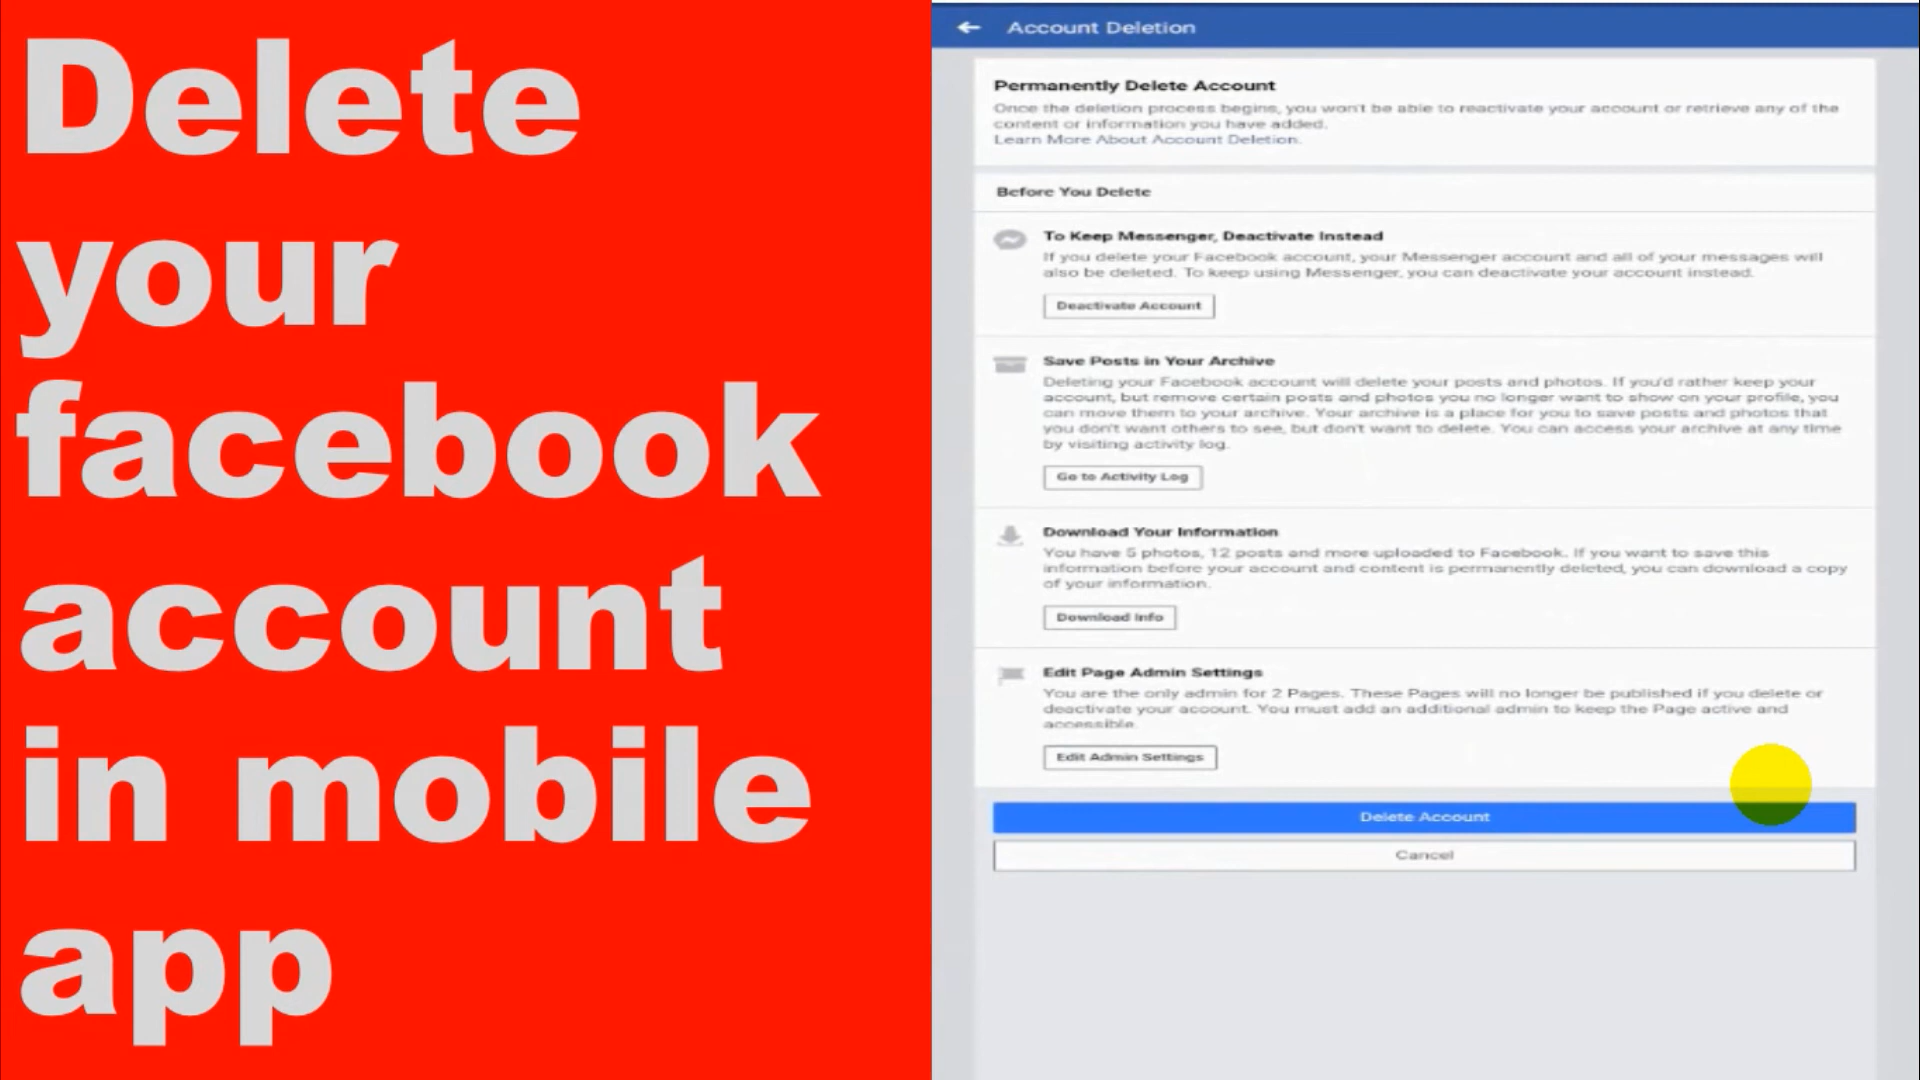 Delete
your
facebook
account
in mobile
app
Account Deletion
Permanently Delete Account
Once the deletion process begins, you won't be able to reactivate your account or retrieve any of the
content or information you have added.
Learn More About Account Deletion.
Before You Delete
To Keep Messenger, Deactivate Instead
If you delete your Facebook account, your Messenger account and all of your messages will
also be deleted. To keep using Messenger, you can deactivate your account instead.
Deactivate Account
Save Posts in Your Archive
Deleting your Facebook account will delete your posts and photos. If you'd rather keep your
account, but remove certain posts and photos you no longer want to show on your profile, you
can move them to your archive. Your archive is a place for you to save posts and photos that
you don't want others to see, but don't want to delete. You can access your archive at any time
by visiting activity log.
Go to Activity Log
Download Your Information
You have 5 photos, 12 posts and more uploaded to Facebook. If you want to save this
information before your account and content is permanently deleted, you can download a copy
of your information.
Download Info
Edit Page Admin Settings
You are the only admin for 2 Pages. These Pages will no longer be published if you delete or
deactivate your account. You must add an additional admin to keep the Page active and
accessible.
Edit Admin Settings
Delete Account
Cancel